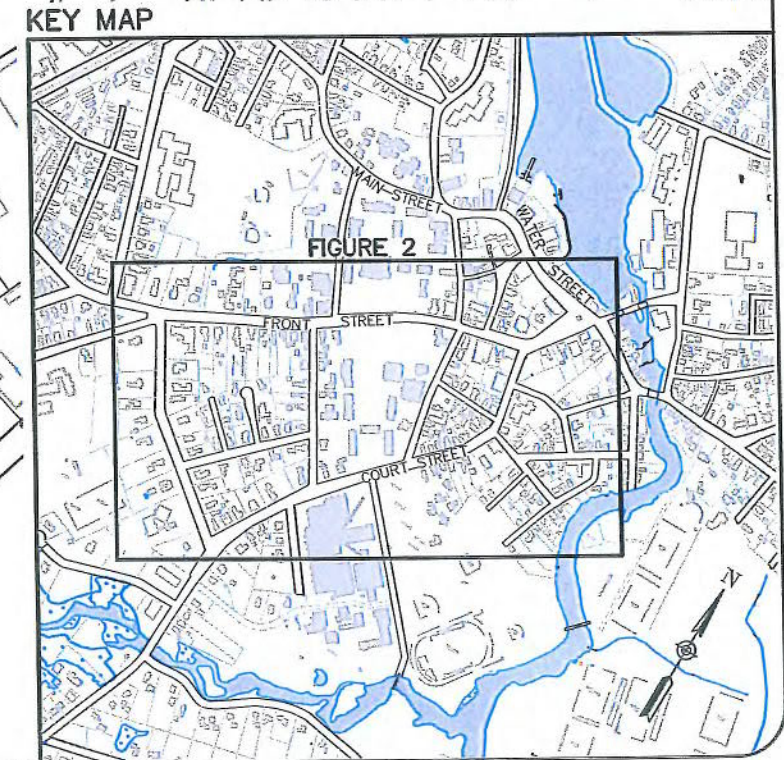 KEY MAP
MAIN STREET
WATER
STREET
FIGURE 2
FRONT STREET
COURT STREET
N